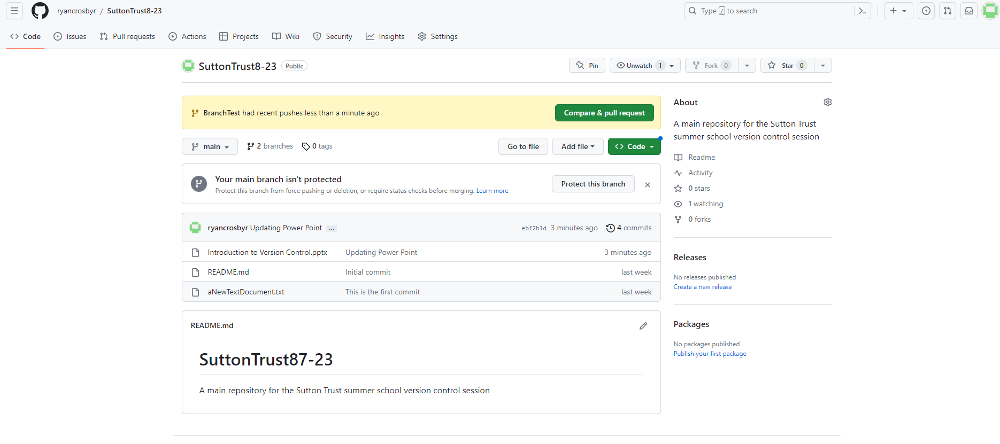 ryancrosbyr / SuttonTrust8-23
Type / to search
Code Issues Pull requests Actions Projects Wiki Security Insights Settings
SuttonTrust8-23 Public
Pin Unwatch 1 Fork 0 Star 0
BranchTest had recent pushes less than a minute ago
Compare & pull request
main 2 branches 0 tags
Go to file Add file Code
Your main branch isn't protected
Protect this branch from force pushing or deletion, or require status checks before merging. Learn more
Protect this branch
ryancrosbyr Updating Power Point ... ebf2b1d 3 minutes ago 4 commits
Introduction to Version Control.pptx Updating Power Point 3 minutes ago
README.md Initial commit last week
aNewTextDocument.txt This is the first commit last week
README.md
SuttonTrust87-23
A main repository for the Sutton Trust summer school version control session
About
A main repository for the Sutton Trust
summer school version control session
Readme
Activity
0 stars
1 watching
0 forks
Releases
No releases published
Create a new release
Packages
No packages published
Publish your first package